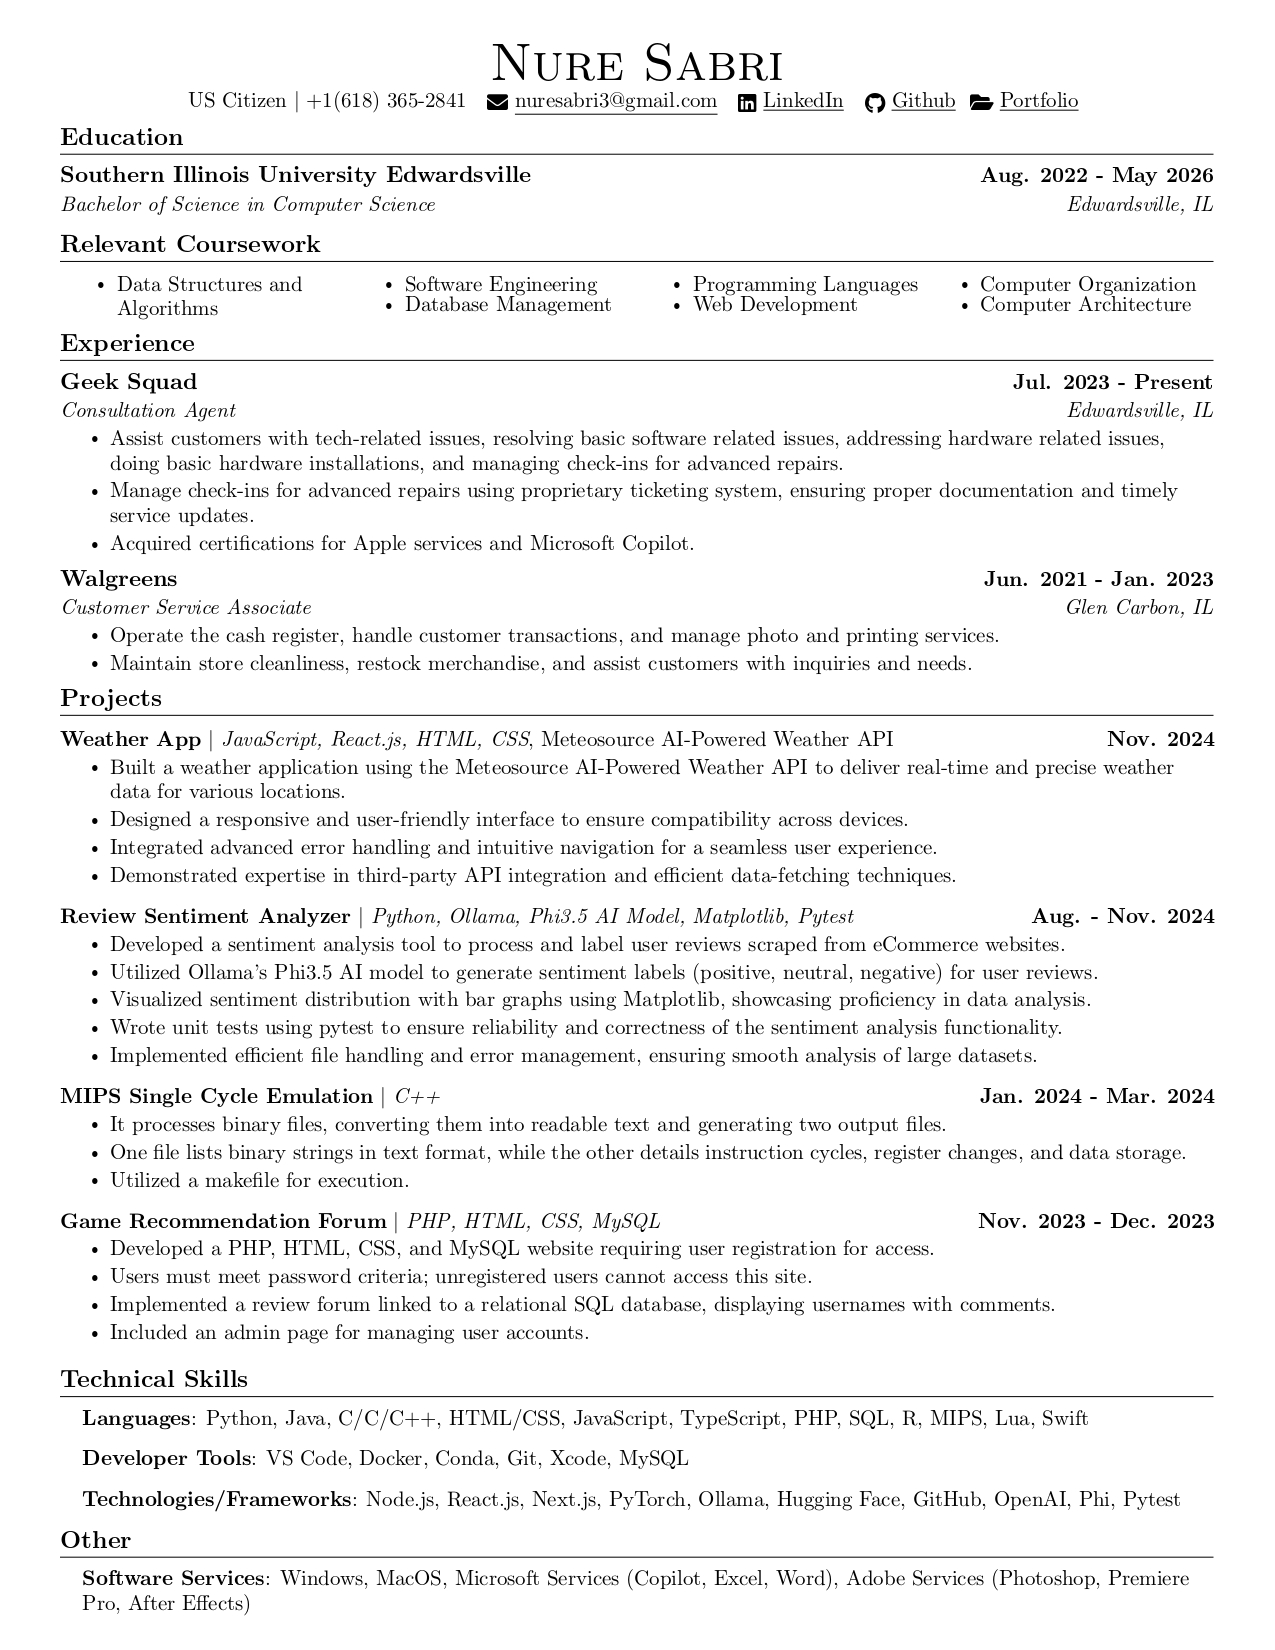 Nure Sabri
US Citizen | +1(618) 365-2841 nuresabri3@gmail.com LinkedIn Github Portfolio
Education
Southern Illinois University Edwardsville Aug. 2022 - May 2026
Bachelor of Science in Computer Science Edwardsville, IL
Relevant Coursework
• Data Structures and Algorithms
• Software Engineering
• Database Management
• Programming Languages
• Web Development
• Computer Organization
• Computer Architecture
Experience
Geek Squad Jul. 2023 - Present
Consultation Agent Edwardsville, IL
• Assist customers with tech-related issues, resolving basic software related issues, addressing hardware related issues,
doing basic hardware installations, and managing check-ins for advanced repairs.
• Manage check-ins for advanced repairs using proprietary ticketing system, ensuring proper documentation and timely
service updates.
• Acquired certifications for Apple services and Microsoft Copilot.
Walgreens Jun. 2021 - Jan. 2023
Customer Service Associate Glen Carbon, IL
• Operate the cash register, handle customer transactions, and manage photo and printing services.
• Maintain store cleanliness, restock merchandise, and assist customers with inquiries and needs.
Projects
Weather App | JavaScript, React.js, HTML, CSS, Meteosource AI-Powered Weather API Nov. 2024
• Built a weather application using the Meteosource AI-Powered Weather API to deliver real-time and precise weather
data for various locations.
• Designed a responsive and user-friendly interface to ensure compatibility across devices.
• Integrated advanced error handling and intuitive navigation for a seamless user experience.
• Demonstrated expertise in third-party API integration and efficient data-fetching techniques.
Review Sentiment Analyzer | Python, Ollama, Phi3.5 AI Model, Matplotlib, Pytest Aug. - Nov. 2024
• Developed a sentiment analysis tool to process and label user reviews scraped from eCommerce websites.
• Utilized Ollama's Phi3.5 AI model to generate sentiment labels (positive, neutral, negative) for user reviews.
• Visualized sentiment distribution with bar graphs using Matplotlib, showcasing proficiency in data analysis.
• Wrote unit tests using pytest to ensure reliability and correctness of the sentiment analysis functionality.
• Implemented efficient file handling and error management, ensuring smooth analysis of large datasets.
MIPS Single Cycle Emulation | C++ Jan. 2024 - Mar. 2024
• It processes binary files, converting them into readable text and generating two output files.
• One file lists binary strings in text format, while the other details instruction cycles, register changes, and data storage.
• Utilized a makefile for execution.
Game Recommendation Forum | PHP, HTML, CSS, MySQL Nov. 2023 - Dec. 2023
• Developed a PHP, HTML, CSS, and MySQL website requiring user registration for access.
• Users must meet password criteria; unregistered users cannot access this site.
• Implemented a review forum linked to a relational SQL database, displaying usernames with comments.
• Included an admin page for managing user accounts.
Technical Skills
Languages: Python, Java, C/C/C++, HTML/CSS, JavaScript, TypeScript, PHP, SQL, R, MIPS, Lua, Swift
Developer Tools: VS Code, Docker, Conda, Git, Xcode, MySQL
Technologies/Frameworks: Node.js, React.js, Next.js, PyTorch, Ollama, Hugging Face, GitHub, OpenAI, Phi, Pytest
Other
Software Services: Windows, MacOS, Microsoft Services (Copilot, Excel, Word), Adobe Services (Photoshop, Premiere
Pro, After Effects)